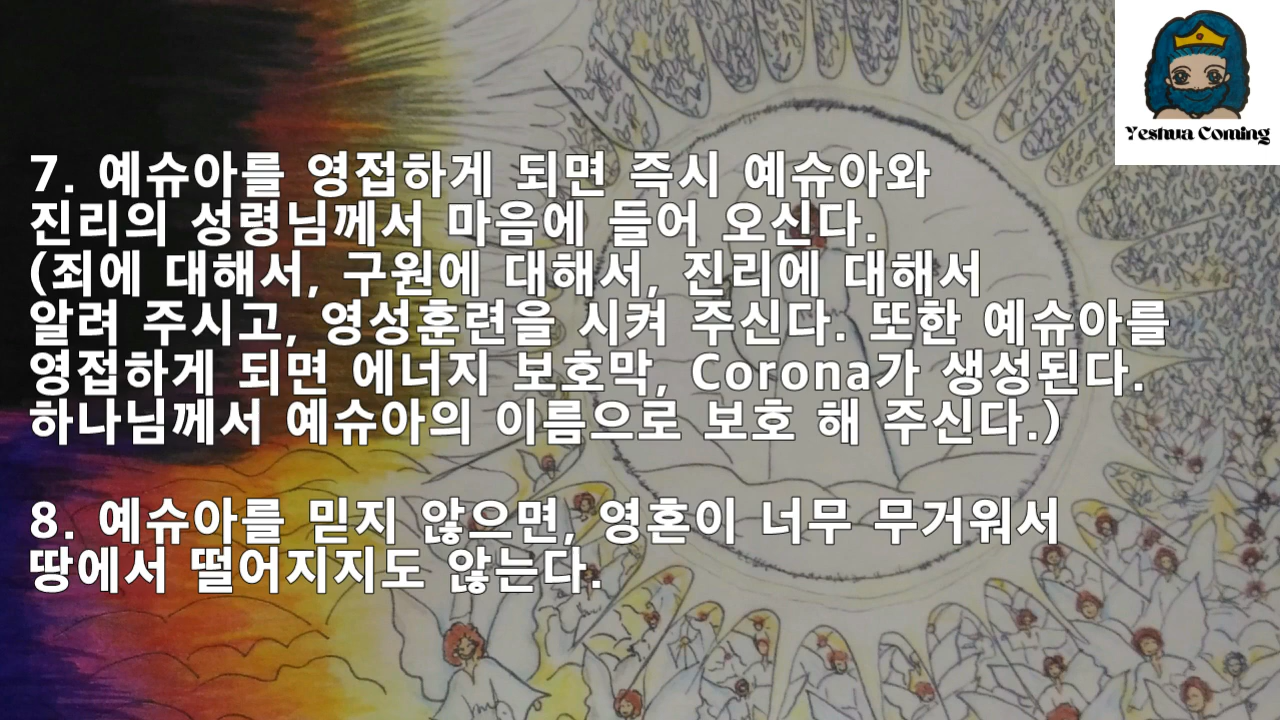 Yeshua Coming
7. 예슈아를 영접하게 되면 즉시 예슈아와
진리의 성령님께서 마음에 들어 오신다.
(죄에 대해서, 구원에 대해서, 진리에 대해서
알려 주시고, 영성훈련을 시켜 주신다. 또한 예슈아를
영접하게 되면 에너지 보호막, Corona가 생성된다.
하나님께서 예슈아의 이름으로 보호 해 주신다.)
8. 예슈아를 믿지 않으면, 영혼이 너무 무거워서
땅에서 떨어지지도 않는다.